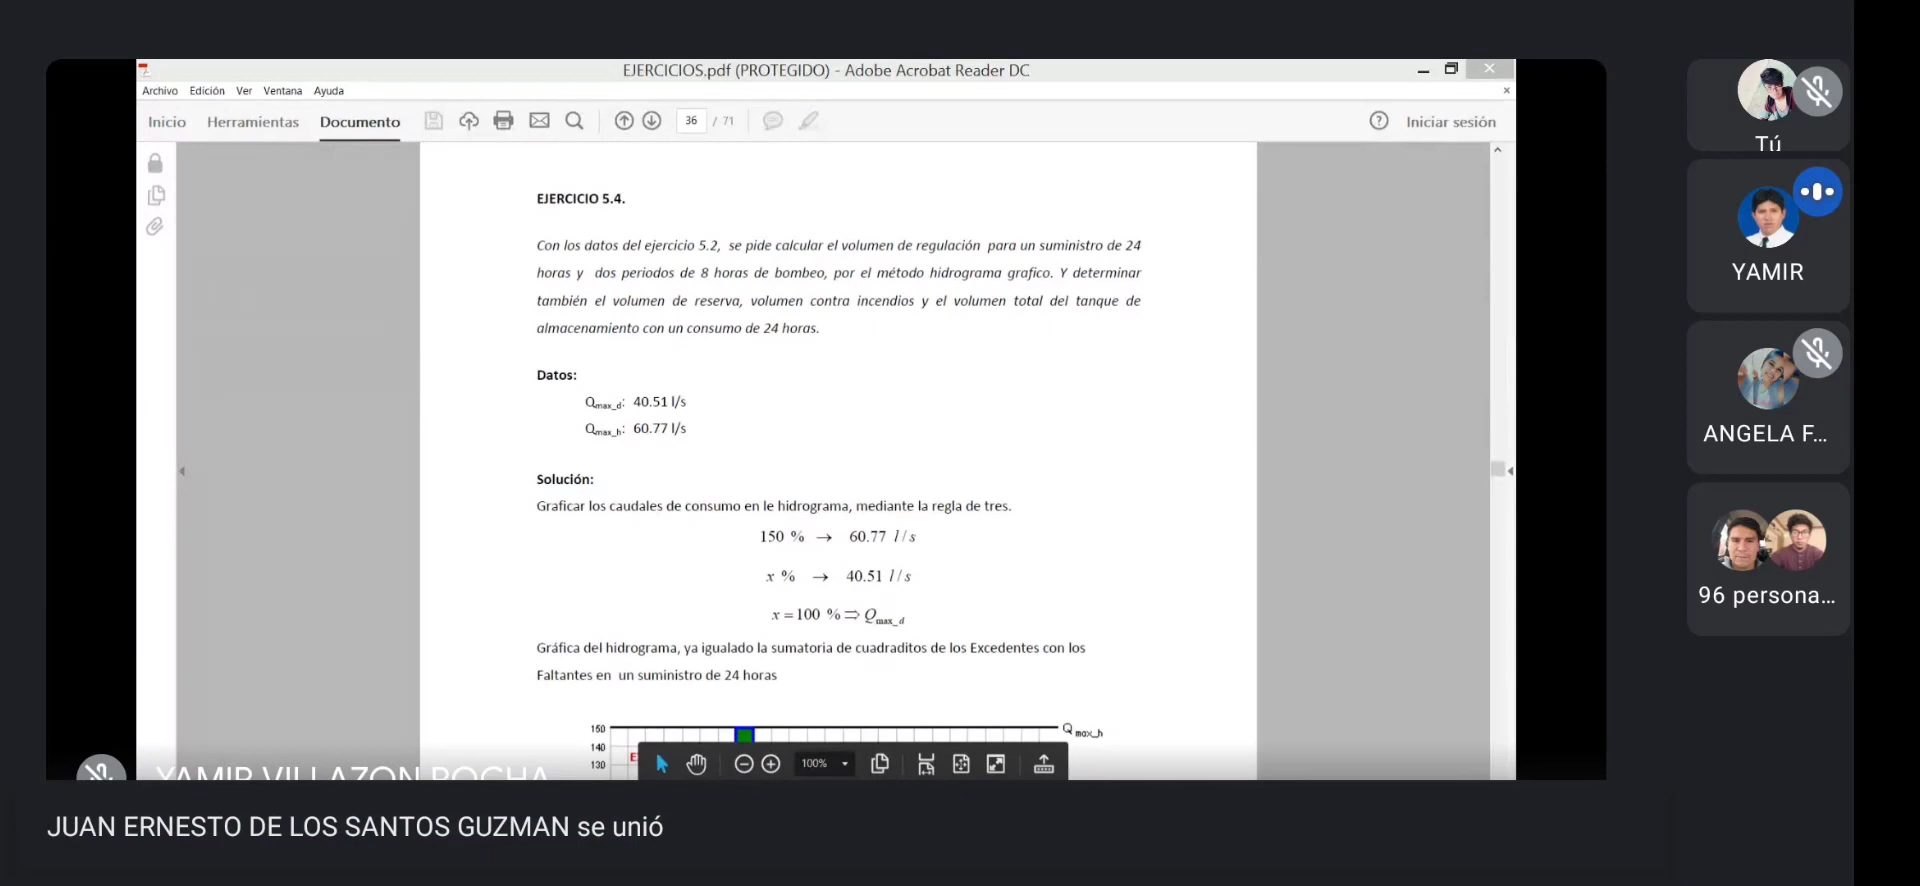 EJERCICIOS.pdf (PROTEGIDO) - Adobe Acrobat Reader DC
Archivo Edición Ver Ventana Ayuda
Inicio Herramientas Documento 36 / 71 Iniciar sesión
EJERCICIO 5.4.
Con los datos del ejercicio 5.2, se pide calcular el volumen de regulación para un suministro de 24
horas y dos periodos de 8 horas de bombeo, por el método hidrograma grafico. Y determinar
también el volumen de reserva, volumen contra incendios y el volumen total del tanque de
almacenamiento con un consumo de 24 horas.
Datos:
Qmax_d: 40.51 l/s
Qmax_h: 60.77 l/s
Solución:
Graficar los caudales de consumo en le hidrograma, mediante la regla de tres.
150 % → 60.77 l/s
x % → 40.51 l/s
x = 100 % ⇒ Qmax_d
Gráfica del hidrograma, ya igualado la sumatoria de cuadraditos de los Excedentes con los
Faltantes en un suministro de 24 horas
150
Q max_h
140
130
100%
YAMIR VILLAZON ROCHA
JUAN ERNESTO DE LOS SANTOS GUZMAN se unió
Tú
YAMIR
ANGELA F...
96 persona...